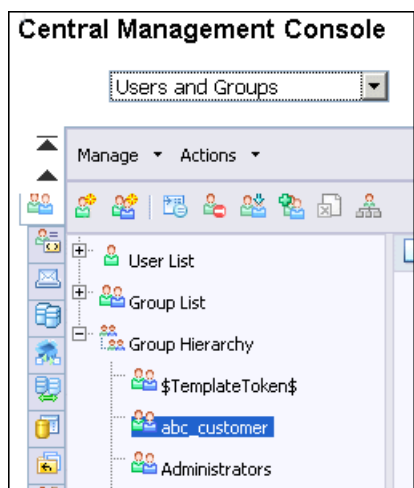 Central Management Console
Users and Groups
Manage Actions
User List
Group List
Group Hierarchy
$TemplateToken$
abc_customer
Administrators